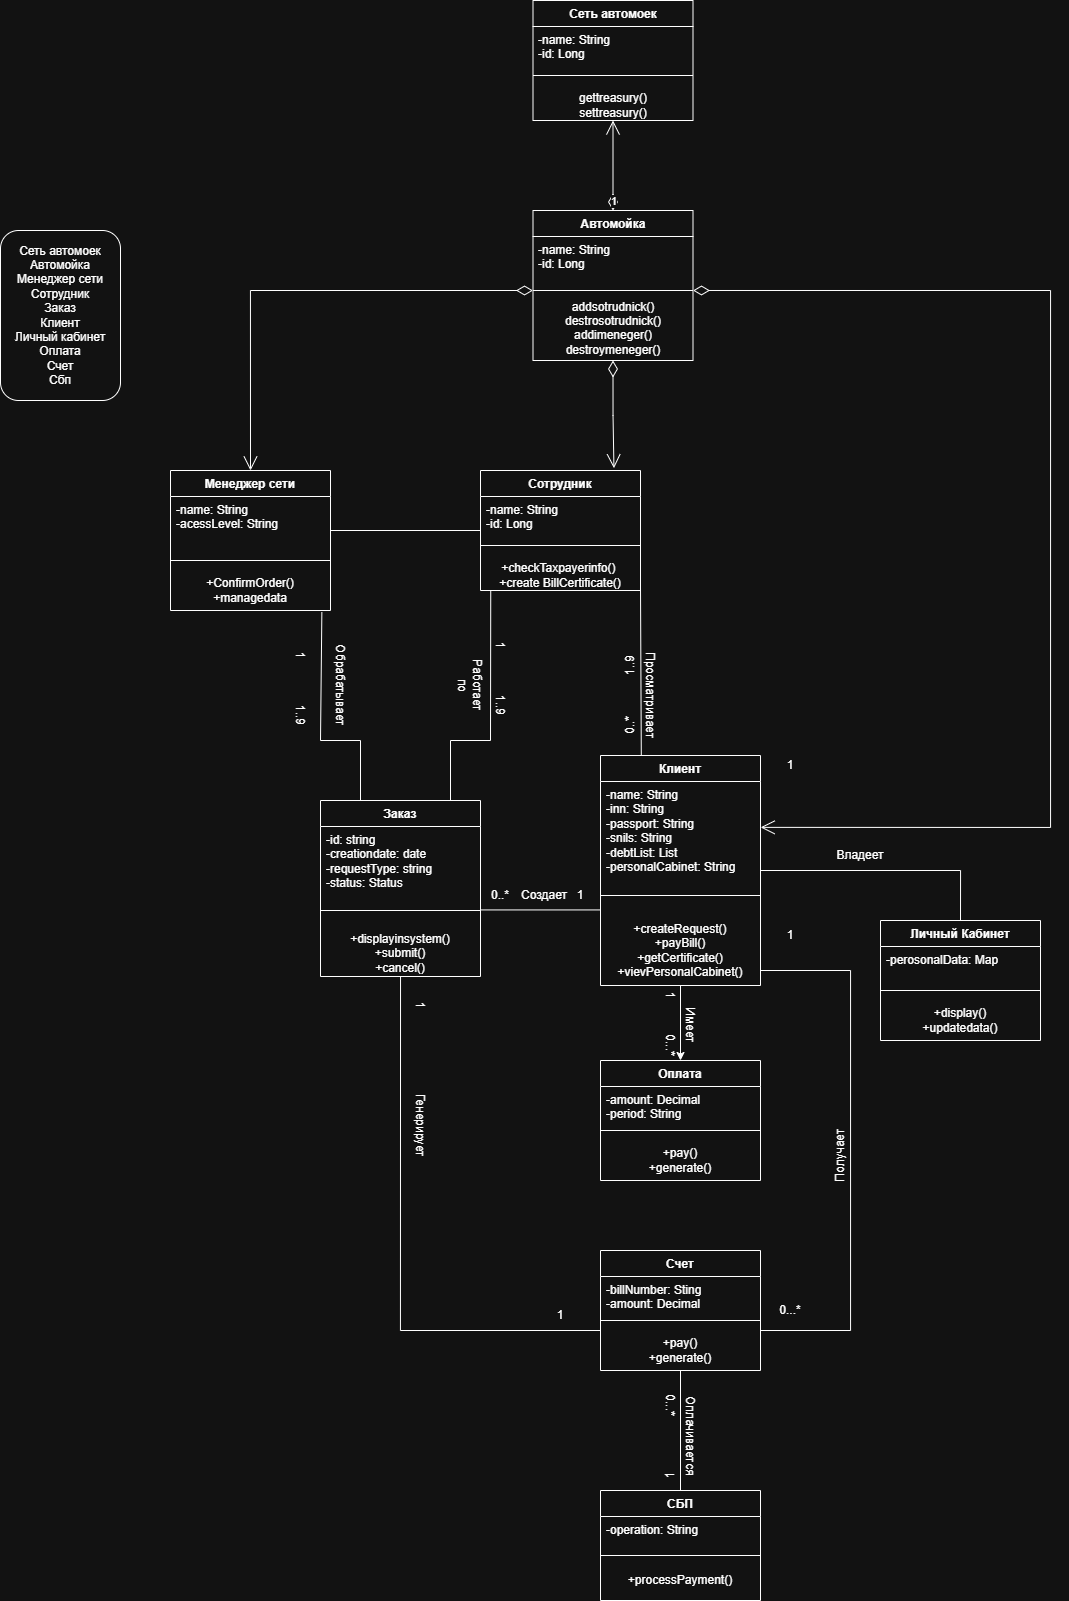 Сеть автомоек
-name: String
-id: Long
gettreasury()
settreasury()
1
Автомойка
-name: String
-id: Long
addsotrudnick()
destrosotrudnick()
addimeneger()
destroymeneger()
Сеть автомоек
Автомойка
Менеджер сети
Сотрудник
Заказ
Клиент
Личный кабинет
Оплата
Счет
Сбп
Менеджер сети
-name: String
-acessLevel: String
+ConfirmOrder()
+managedata
Сотрудник
-name: String
-id: Long
+checkTaxpayerinfo()
+create BillCertificate()
1
Обрабатывает
1..9
Работает
по
1
1..9
1..9
Просматривает
0..*
Клиент
-name: String
-inn: String
-passport: String
-snils: String
-debtList: List
-personalCabinet: String
+createRequest()
+payBill()
+getCertificate()
+vievPersonalCabinet()
1
Владеет
1
Заказ
-id: string
-creationdate: date
-requestType: string
-status: Status
+displayinsystem()
+submit()
+cancel()
0..*
Создает
1
Личный Кабинет
-perosonalData: Map
+display()
+updatedata()
1
Имеет
0...*
1
Генерирует
Оплата
-amount: Decimal
-period: String
+pay()
+generate()
Получает
Счет
-billNumber: Sting
-amount: Decimal
+pay()
+generate()
1
0...*
0...*
Оплачивается
1
СБП
-operation: String
+processPayment()